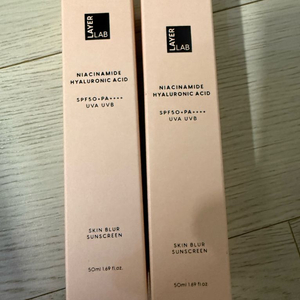 LAYER
LAB
NIACINAMIDE
HYALURONIC ACID
SPF50+PA++++
UVA UVB
SKIN BLUR
SUNSCREEN
50ml 1.69 fl.oz.
LAYER
LAB
NIACINAMIDE
HYALURONIC ACID
SPF50+PA++++
UVA UVB
SKIN BLUR
SUNSCREEN
50ml 1.69 fl.oz.